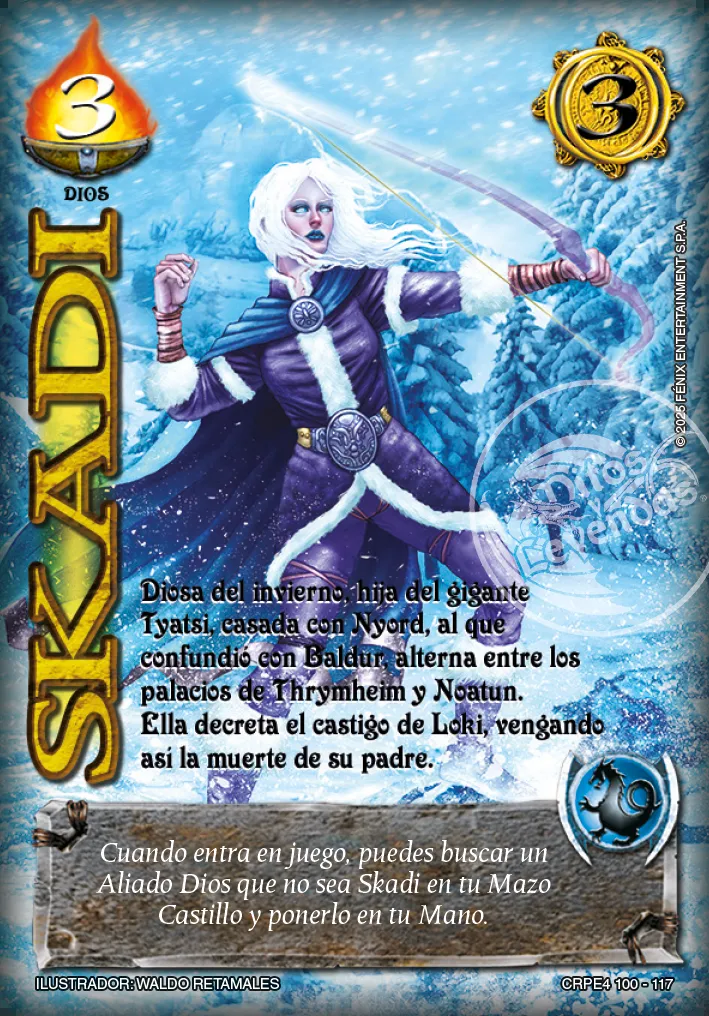 3
3
DIOS
SKADI
© 2025 FÉNIX ENTERTAINMENT S.P.A.
Mitos
y
Leyendas®
Diosa del invierno, hija del gigante
Tyatsi, casada con Nyord, al que
confundió con Baldur, alterna entre los
palacios de Thrymheim y Noatun.
Ella decreta el castigo de Loki, vengando
así la muerte de su padre.
Cuando entra en juego, puedes buscar un
Aliado Dios que no sea Skadi en tu Mazo
Castillo y ponerlo en tu Mano.
ILUSTRADOR: WALDO RETAMALES
CRPE4 100 - 117